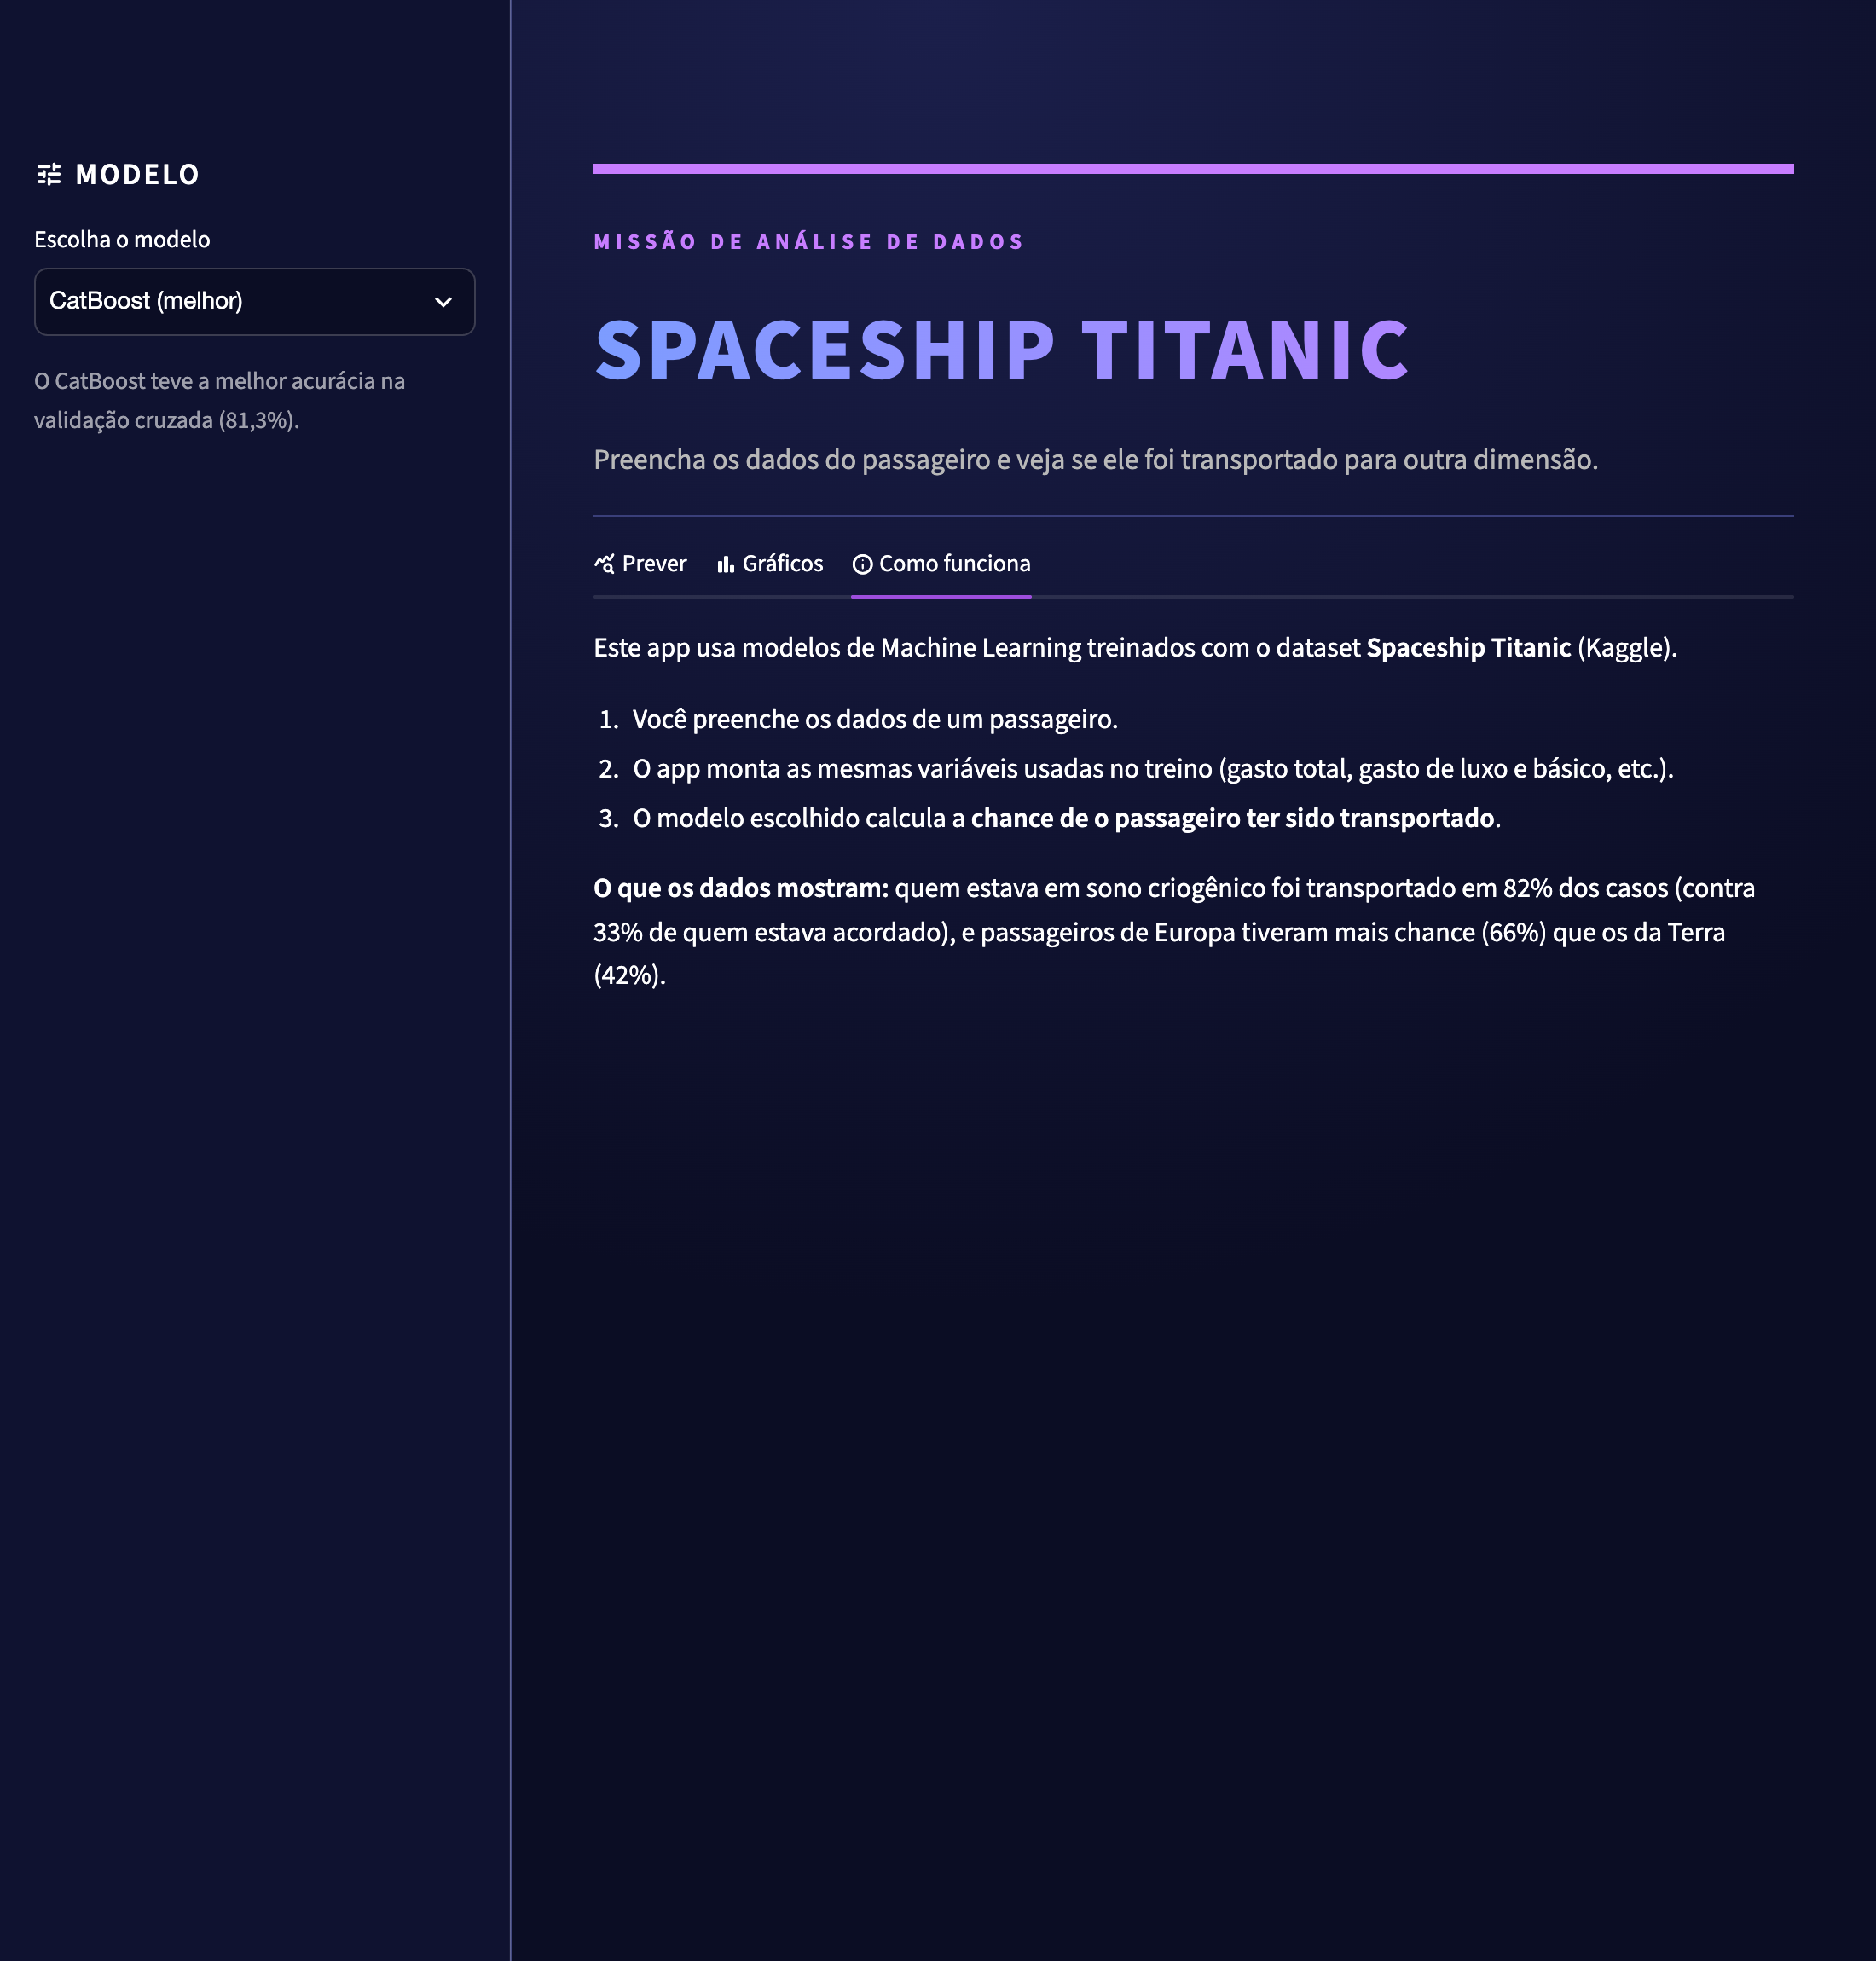 MODELO
Escolha o modelo
CatBoost (melhor)
O CatBoost teve a melhor acurácia na
validação cruzada (81,3%).
MISSÃO DE ANÁLISE DE DADOS
SPACESHIP TITANIC
Preencha os dados do passageiro e veja se ele foi transportado para outra dimensão.
Prever Gráficos Como funciona
Este app usa modelos de Machine Learning treinados com o dataset Spaceship Titanic (Kaggle).
1. Você preenche os dados de um passageiro.
2. O app monta as mesmas variáveis usadas no treino (gasto total, gasto de luxo e básico, etc.).
3. O modelo escolhido calcula a chance de o passageiro ter sido transportado.
O que os dados mostram: quem estava em sono criogênico foi transportado em 82% dos casos (contra
33% de quem estava acordado), e passageiros de Europa tiveram mais chance (66%) que os da Terra
(42%).